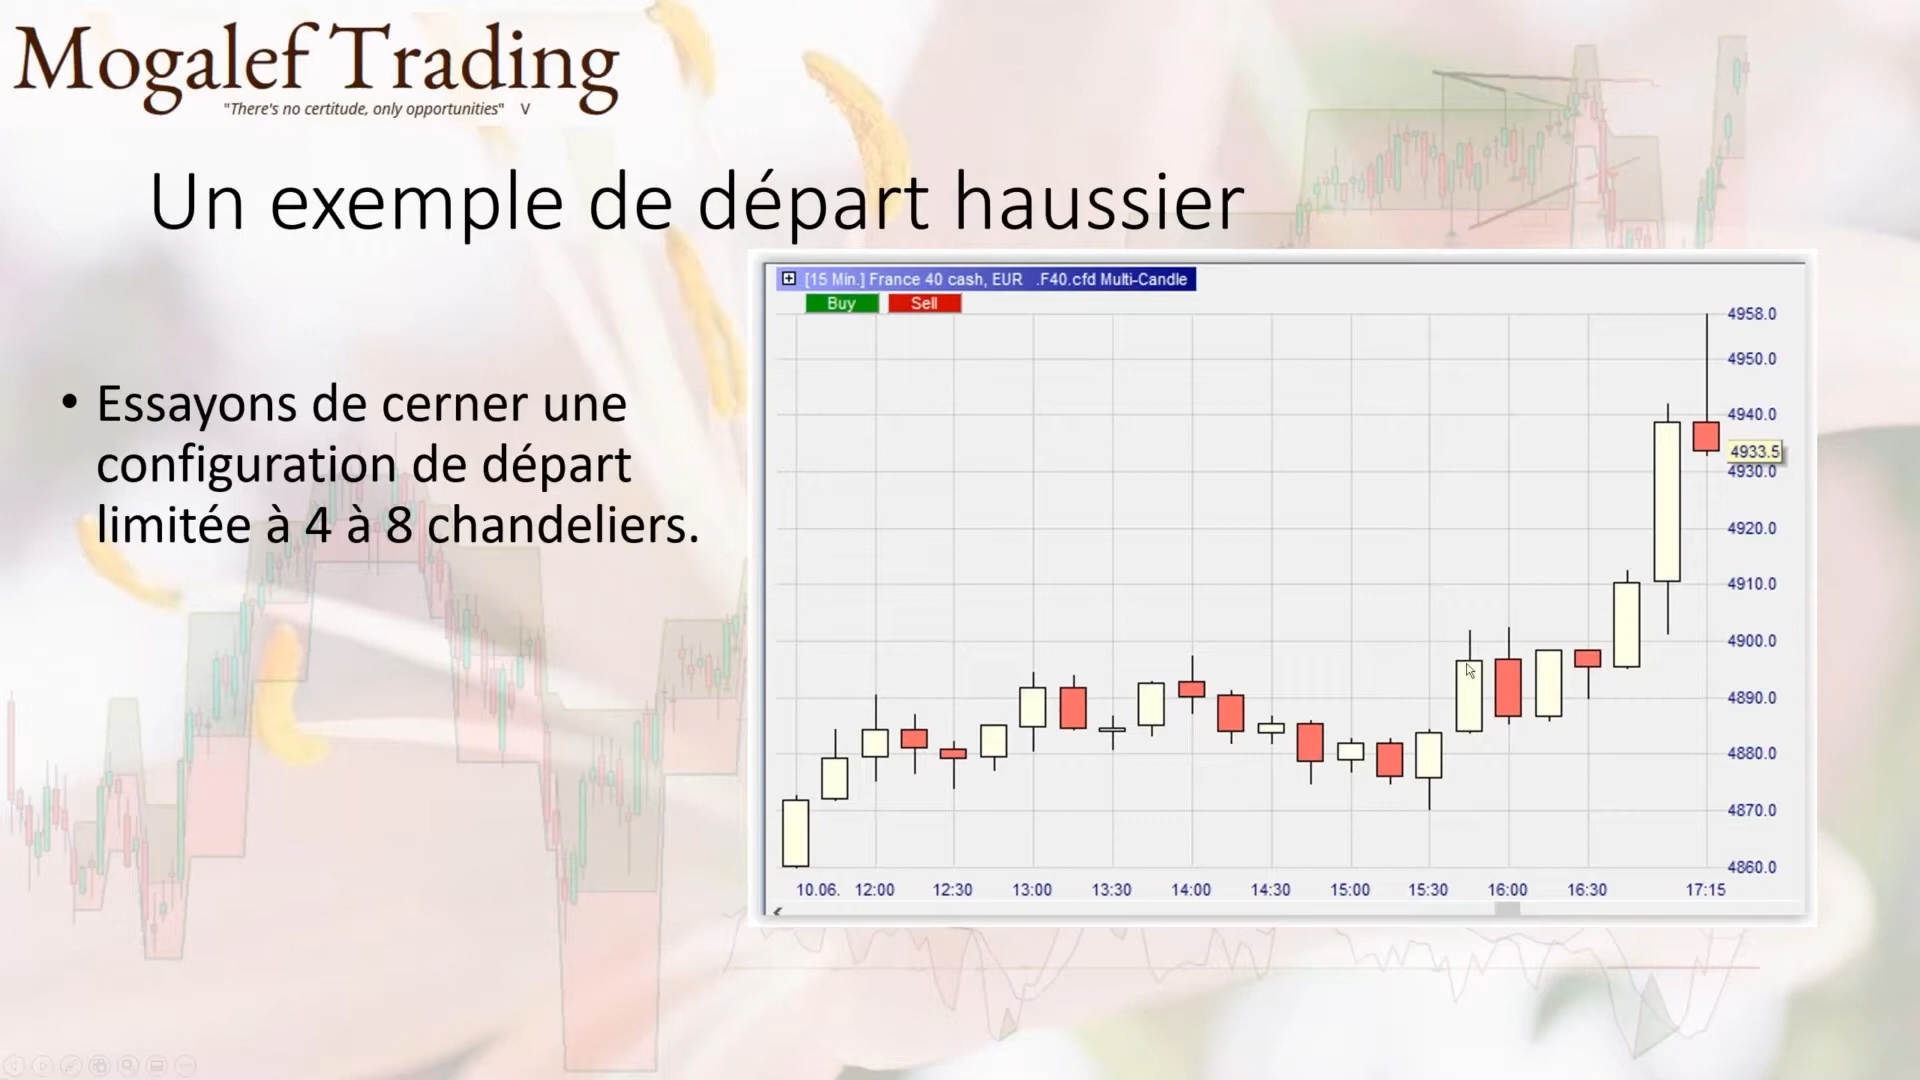 Mogalef Trading
"There's no certitude, only opportunities" V
Un exemple de départ haussier
• Essayons de cerner une
configuration de départ
limitée à 4 à 8 chandeliers.
[15 Min.] France 40 cash, EUR .F40.cfd Multi-Candle
Buy Sell
4958.0
4950.0
4940.0
4933.5
4930.0
4920.0
4910.0
4900.0
4890.0
4880.0
4870.0
4860.0
10.06. 12:00 12:30 13:00 13:30 14:00 14:30 15:00 15:30 16:00 16:30 17:15